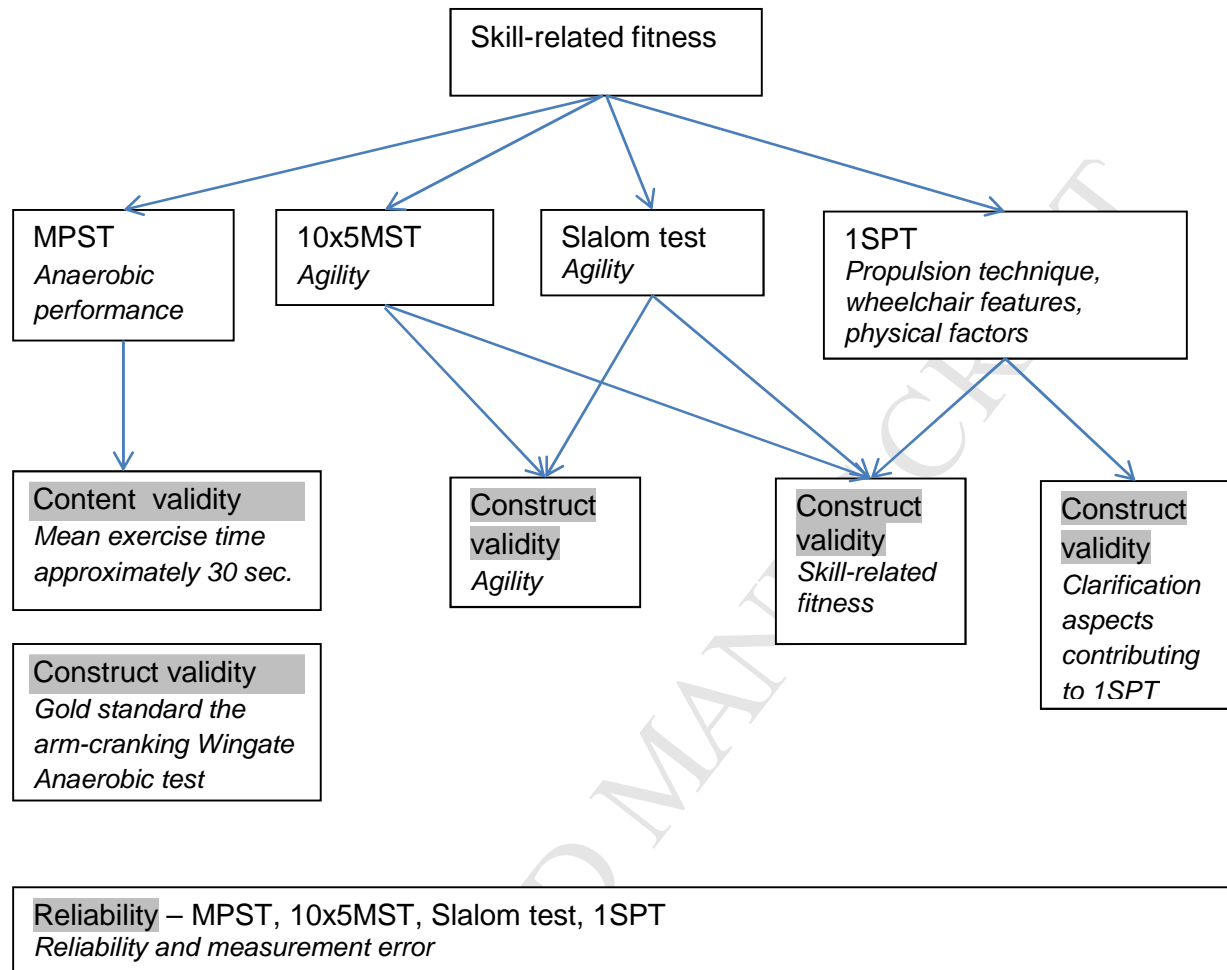 Skill-related fitness
MPST
Anaerobic
performance
10x5MST
Agility
Slalom test
Agility
1SPT
Propulsion technique,
wheelchair features,
physical factors
Content validity
Mean exercise time
approximately 30 sec.
Construct validity
Gold standard the
arm-cranking Wingate
Anaerobic test
Construct
validity
Agility
Construct
validity
Skill-related
fitness
Construct
validity
Clarification
aspects
contributing
to 1SPT
Reliability – MPST, 10x5MST, Slalom test, 1SPT
Reliability and measurement error